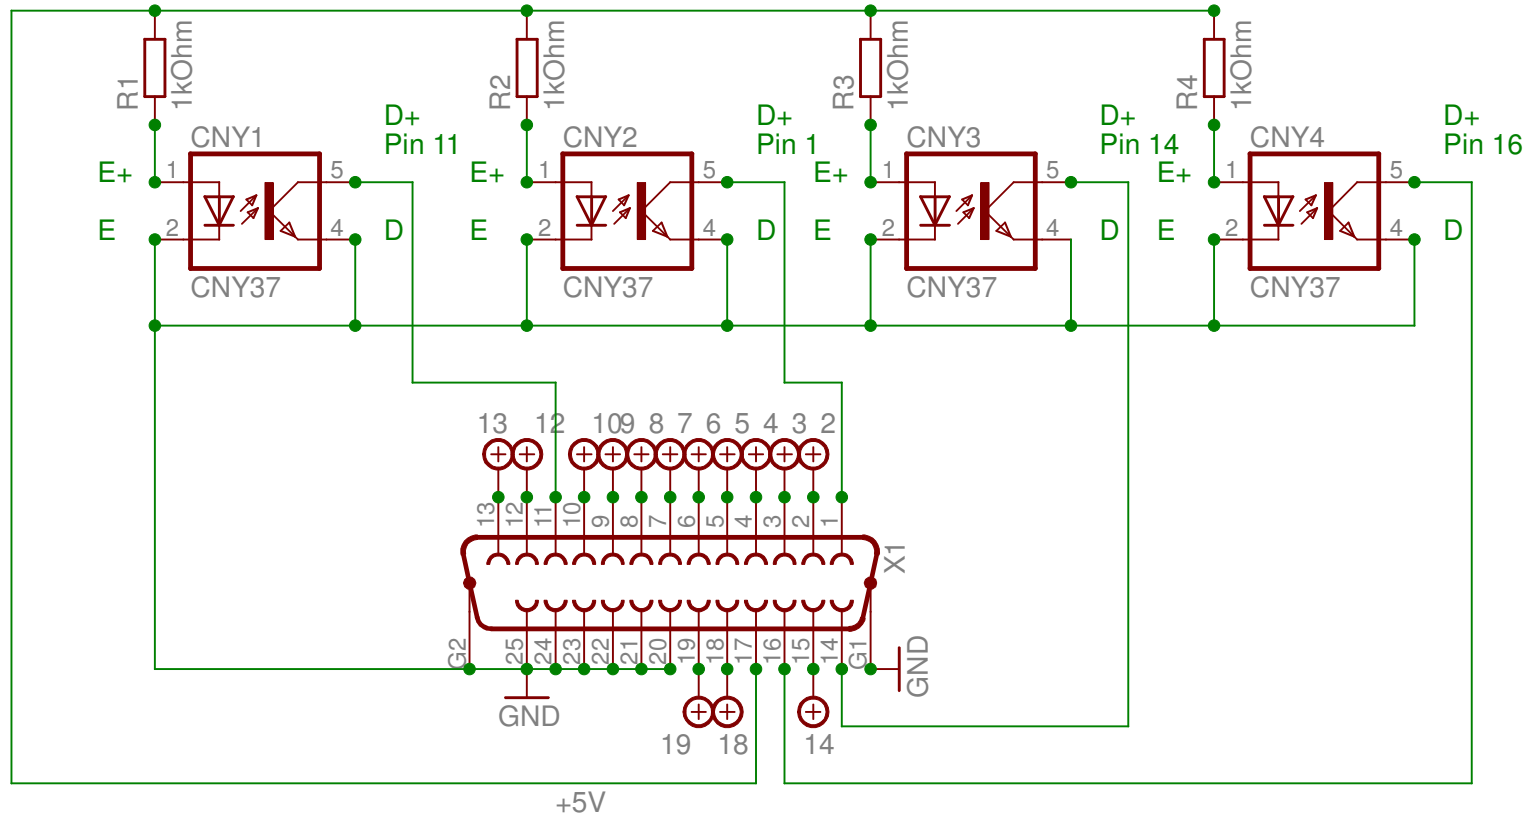 R1 1kOhm
R2 1kOhm
R3 1kOhm
R4 1kOhm
D+ D+ D+ D+
CNY1 Pin 11 CNY2 Pin 1 CNY3 Pin 14 CNY4 Pin 16
E+ 1 5 E+ 1 5 E+ 1 5 E+ 1 5
E 2 4 D E 2 4 D E 2 4 D E 2 4 D
CNY37 CNY37 CNY37 CNY37
13 12 10 9 8 7 6 5 4 3 2
13 12 11 10 9 8 7 6 5 4 3 2 1
X1
G2 25 24 23 22 21 20 19 18 17 16 15 14 G1
GND
GND
19 18 14
+5V